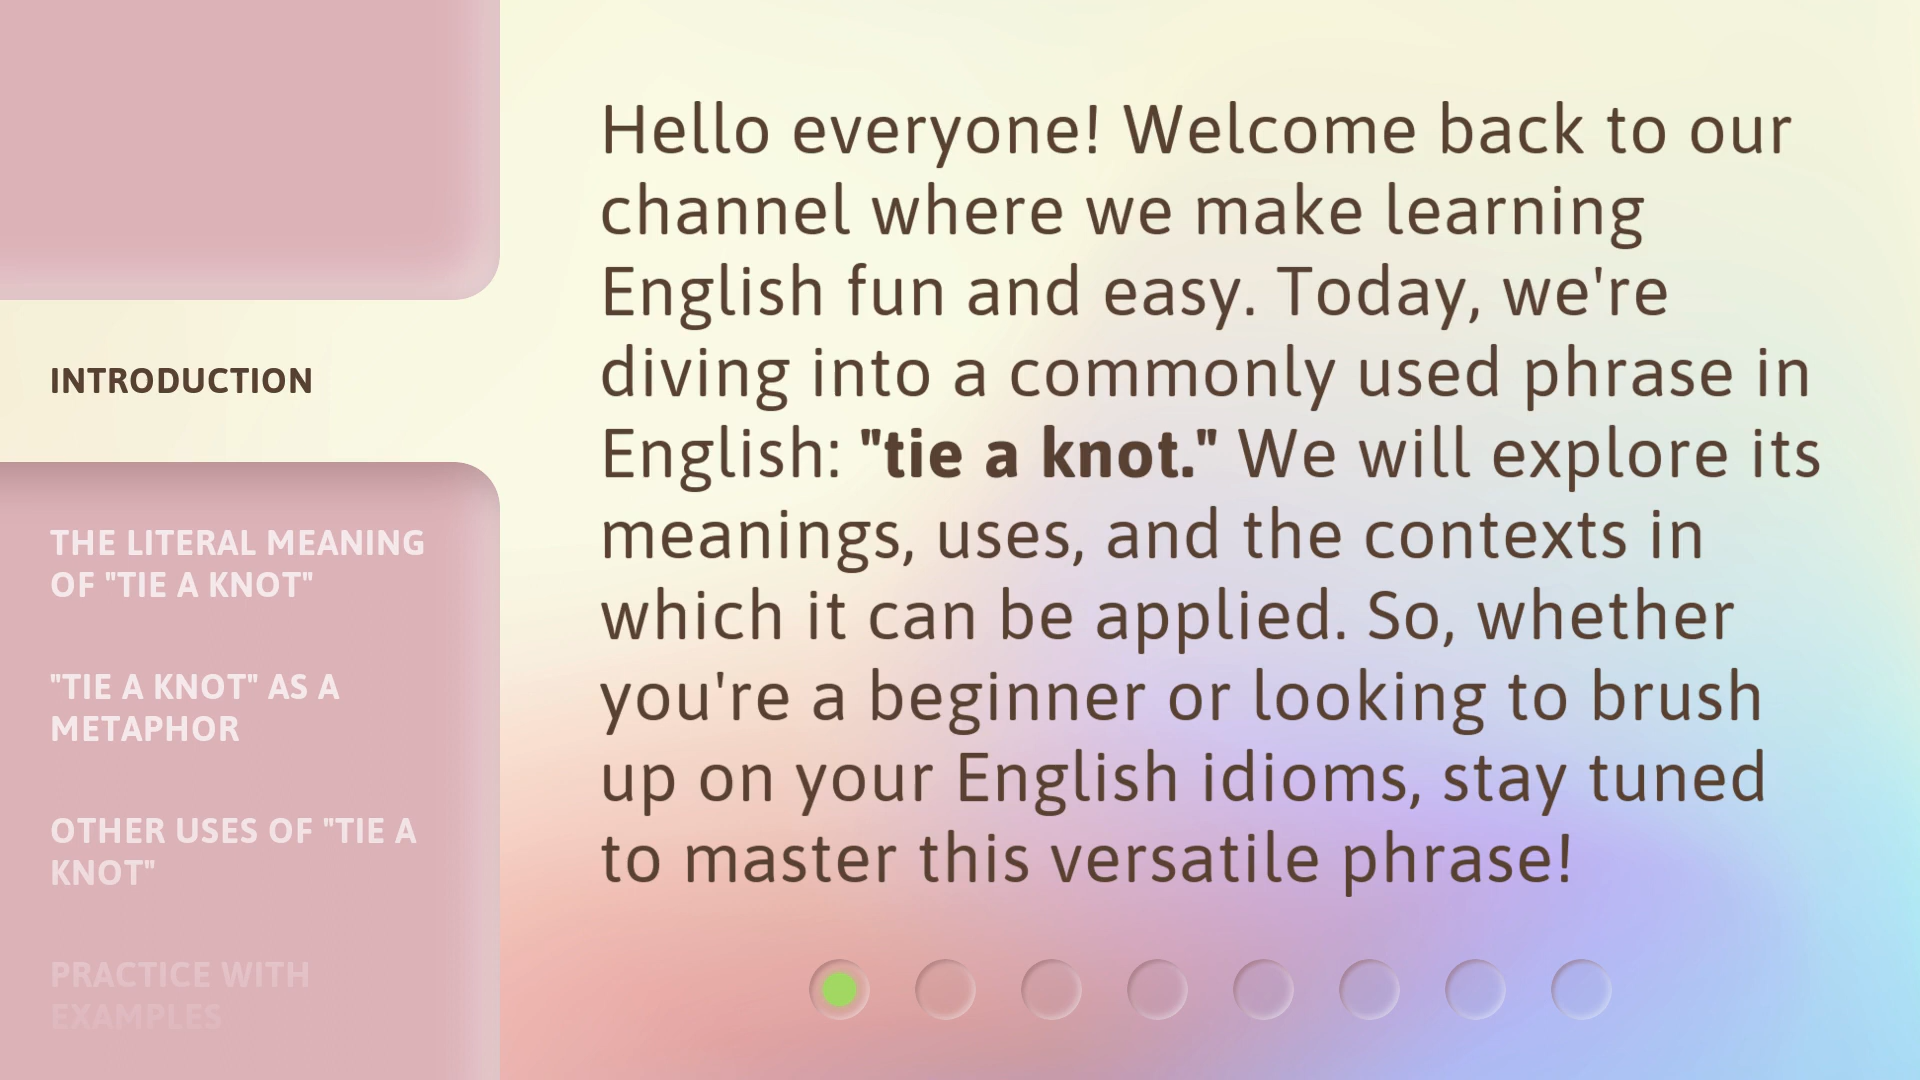 INTRODUCTION
THE LITERAL MEANING
OF "TIE A KNOT"
"TIE A KNOT" AS A
METAPHOR
OTHER USES OF "TIE A
KNOT"
PRACTICE WITH
EXAMPLES
Hello everyone! Welcome back to our
channel where we make learning
English fun and easy. Today, we're
diving into a commonly used phrase in
English: "tie a knot." We will explore its
meanings, uses, and the contexts in
which it can be applied. So, whether
you're a beginner or looking to brush
up on your English idioms, stay tuned
to master this versatile phrase!